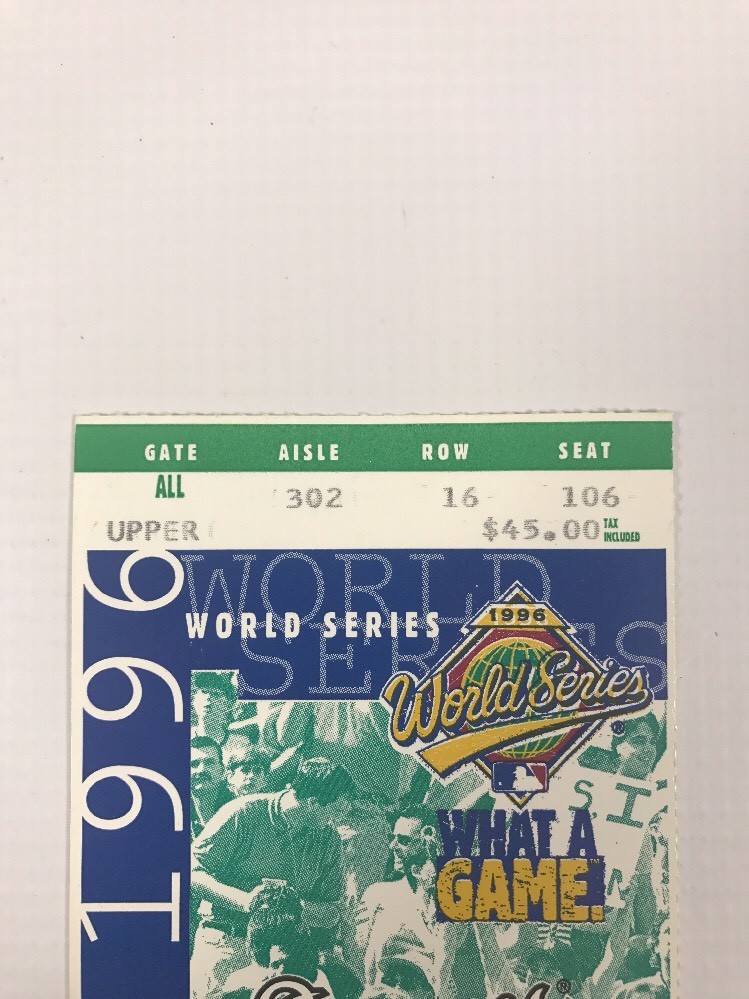 GATE AISLE ROW SEAT
ALL 302 16 106
UPPER $45.00 TAX INCLUDED
1996
WORLD SERIES
WORLD SERIES
1996
World Series®
WHAT A
GAME.™
S I